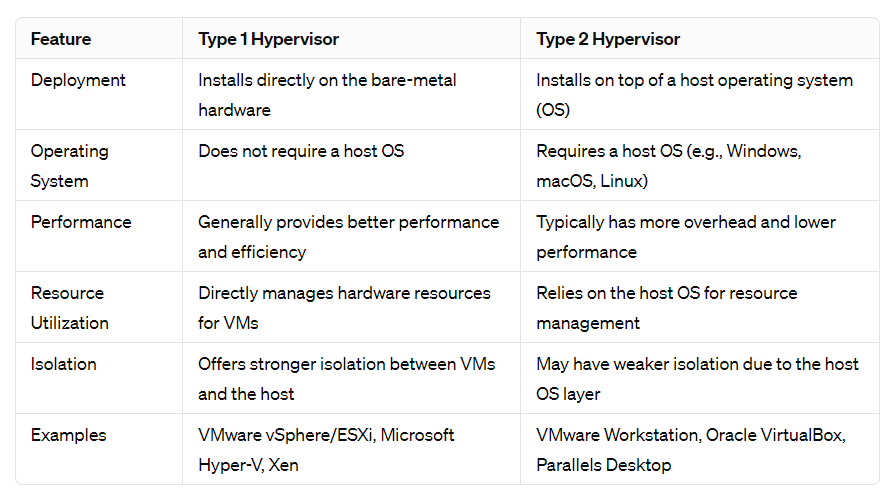 Feature Type 1 Hypervisor Type 2 Hypervisor
Deployment Installs directly on the bare-metal Installs on top of a host operating system
hardware (OS)
Operating Does not require a host OS Requires a host OS (e.g., Windows,
System macOS, Linux)
Performance Generally provides better performance Typically has more overhead and lower
and efficiency performance
Resource Directly manages hardware resources Relies on the host OS for resource
Utilization for VMs management
Isolation Offers stronger isolation between VMs May have weaker isolation due to the host
and the host OS layer
Examples VMware vSphere/ESXi, Microsoft VMware Workstation, Oracle VirtualBox,
Hyper-V, Xen Parallels Desktop